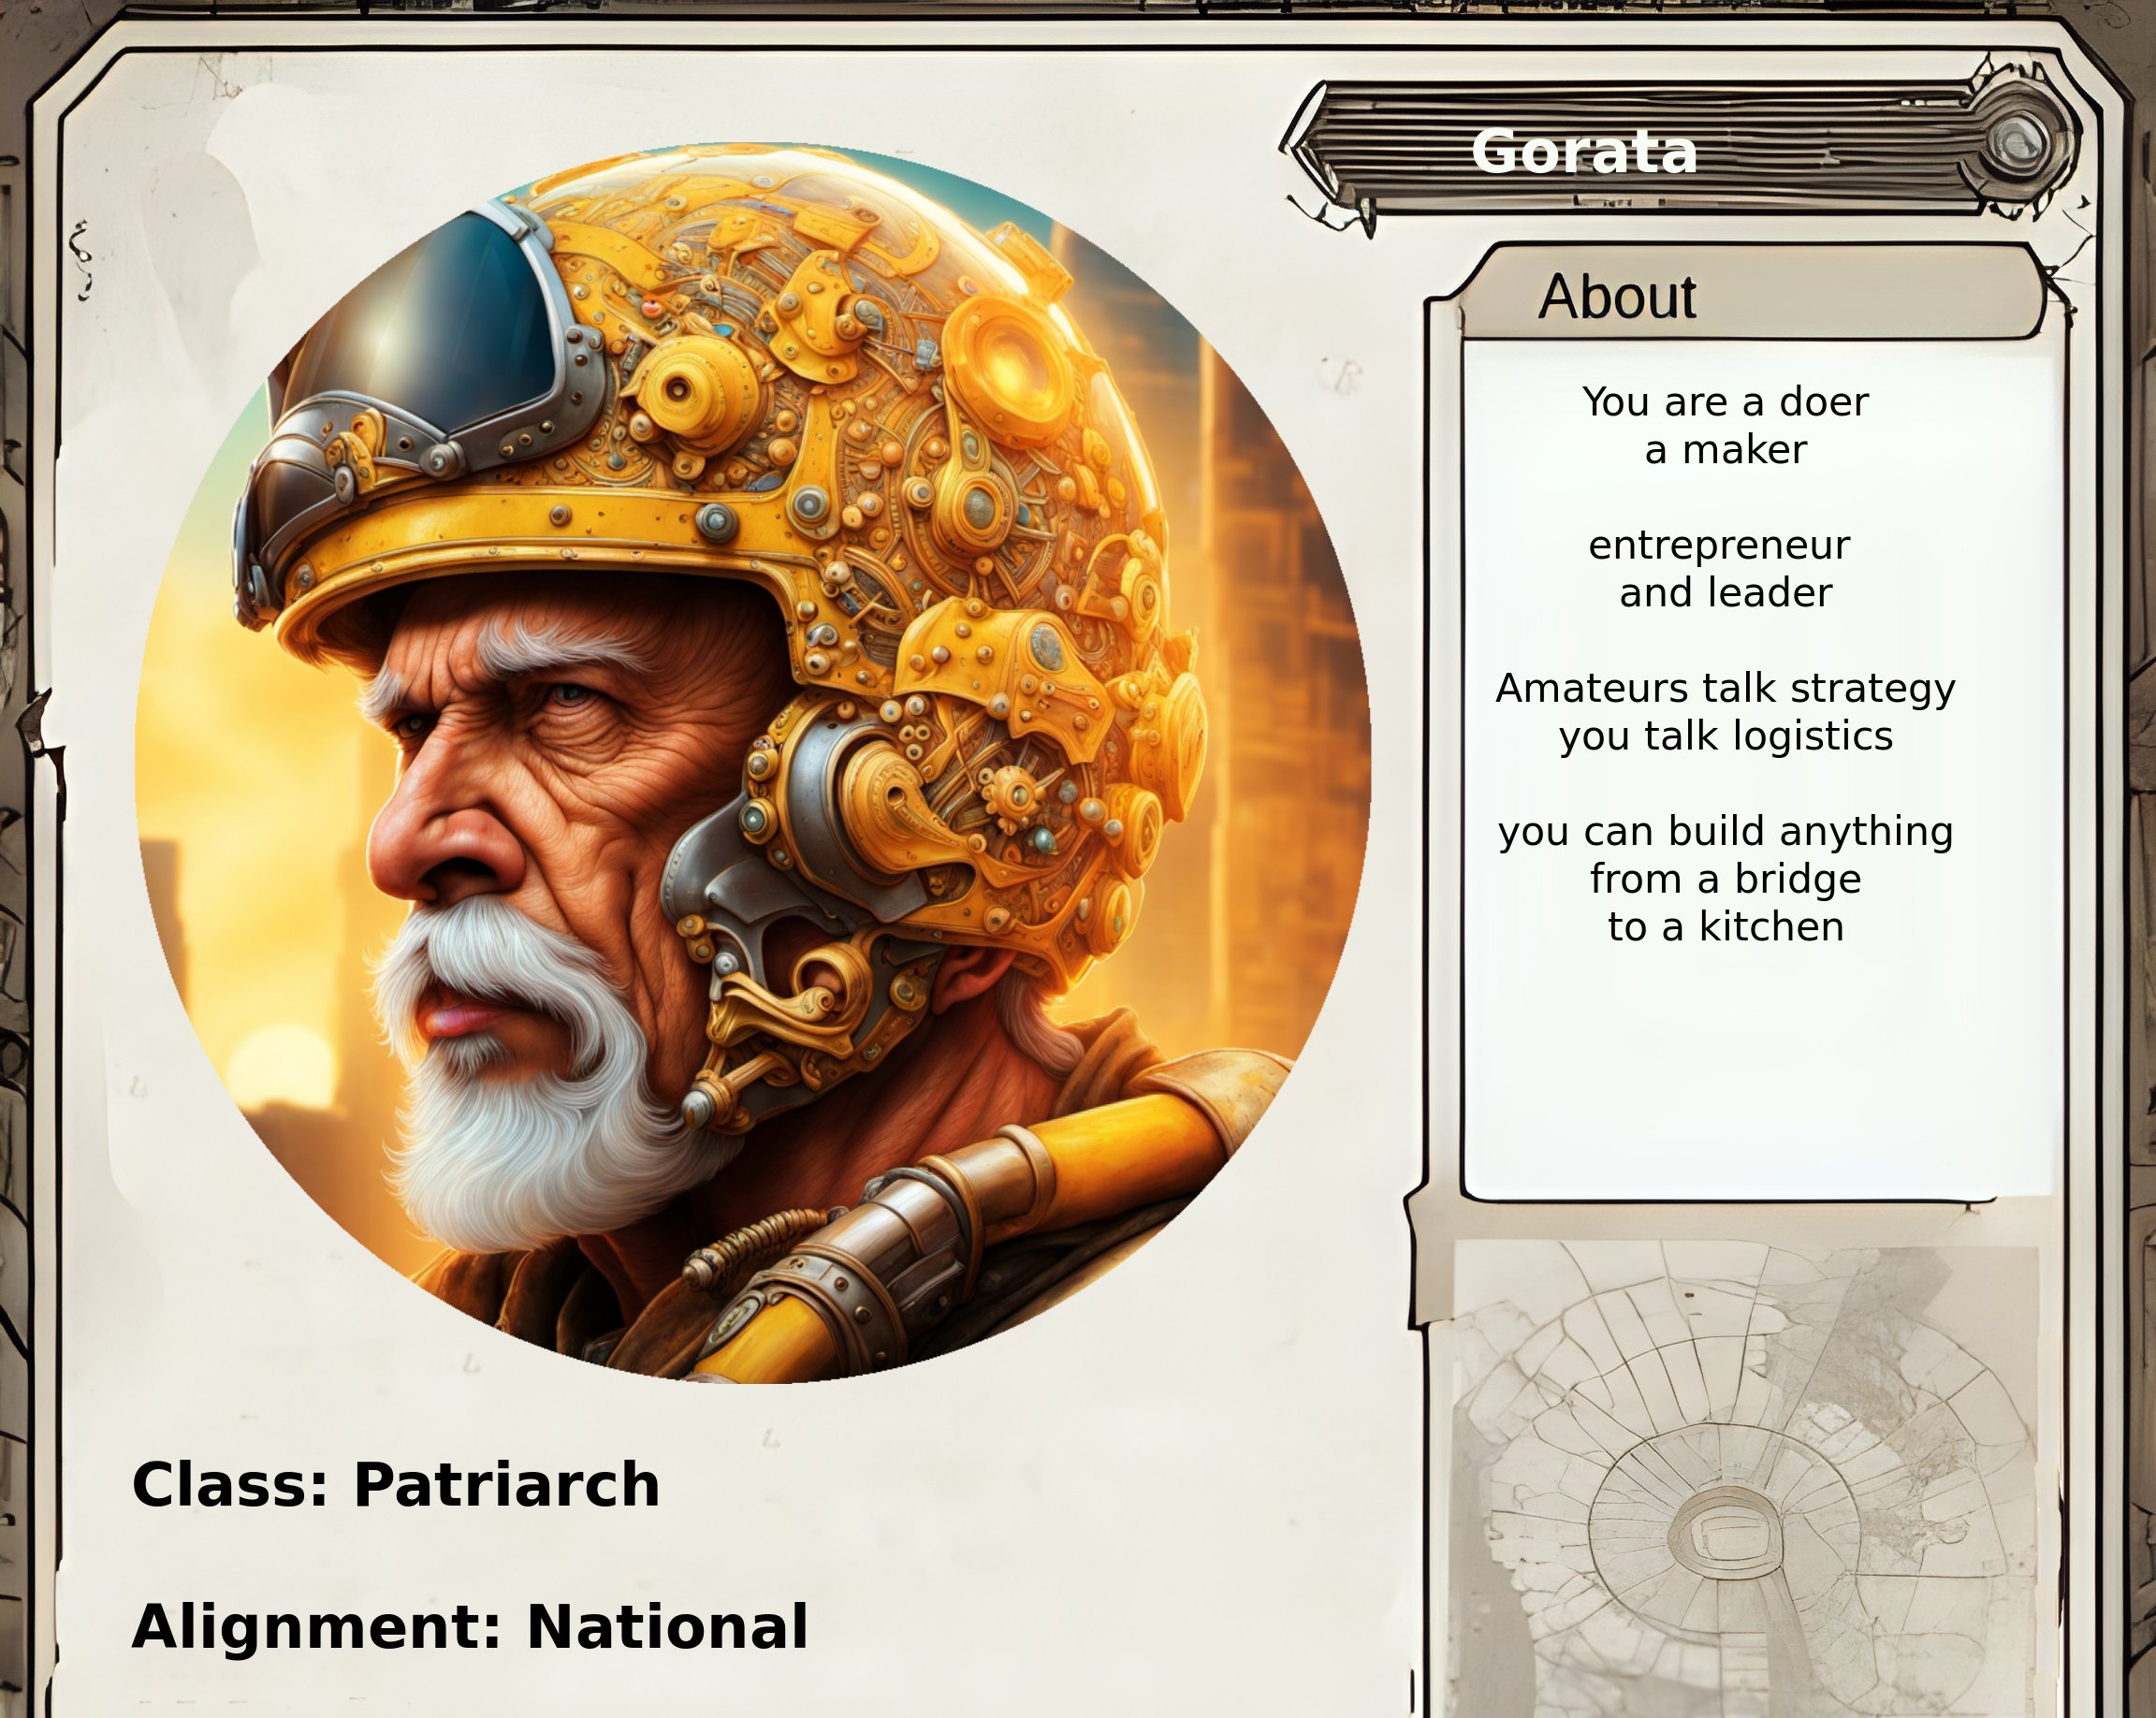 Gorata
About
You are a doer
a maker
entrepreneur
and leader
Amateurs talk strategy
you talk logistics
you can build anything
from a bridge
to a kitchen
Class: Patriarch
Alignment: National